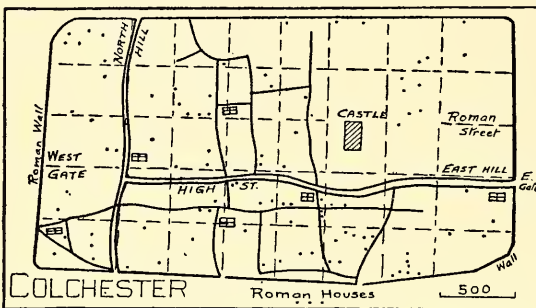 NORTH HILL
Roman Wall
CASTLE
Roman Street
WEST GATE
EAST HILL
E. Gate
HIGH ST.
Wall
COLCHESTER
Roman Houses
500